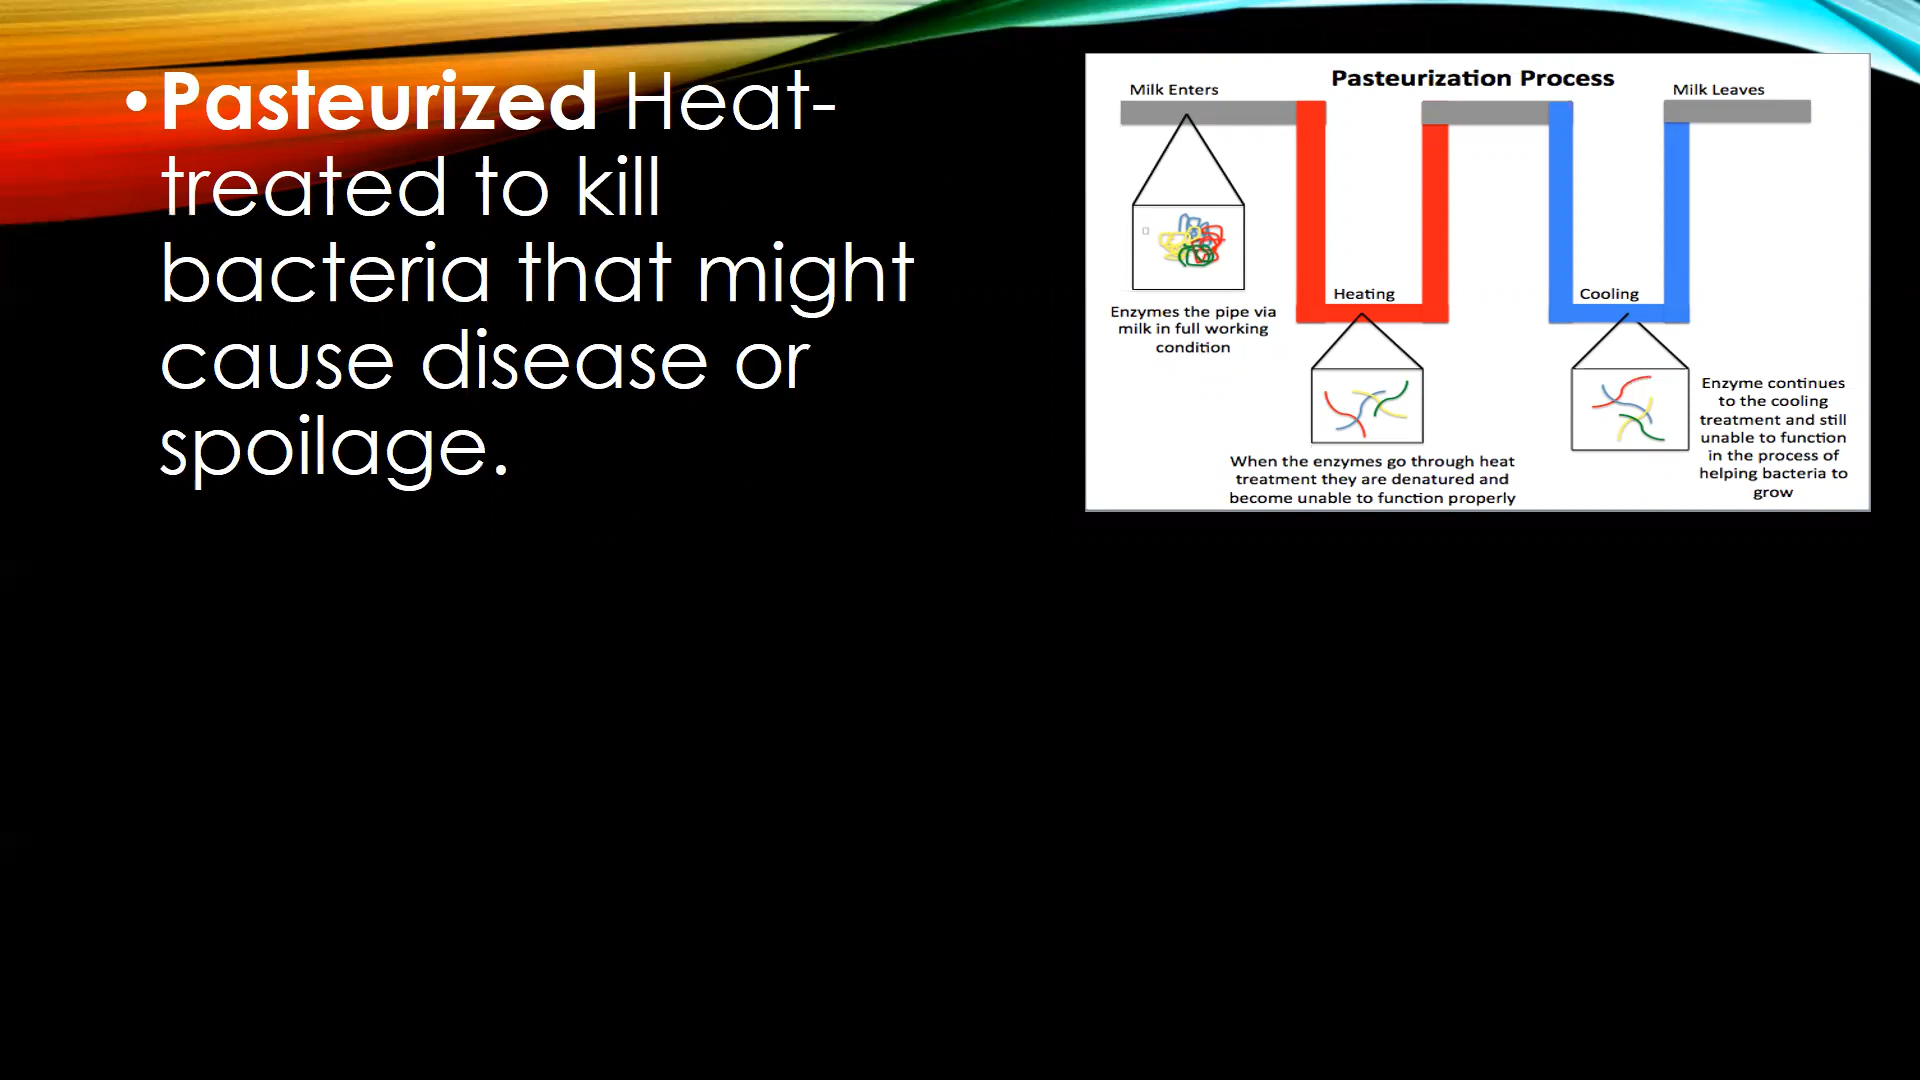 • Pasteurized Heat-
treated to kill
bacteria that might
cause disease or
spoilage.
Pasteurization Process
Milk Enters
Milk Leaves
Heating
Cooling
Enzymes the pipe via
milk in full working
condition
When the enzymes go through heat
treatment they are denatured and
become unable to function properly
Enzyme continues
to the cooling
treatment and still
unable to function
in the process of
helping bacteria to
grow